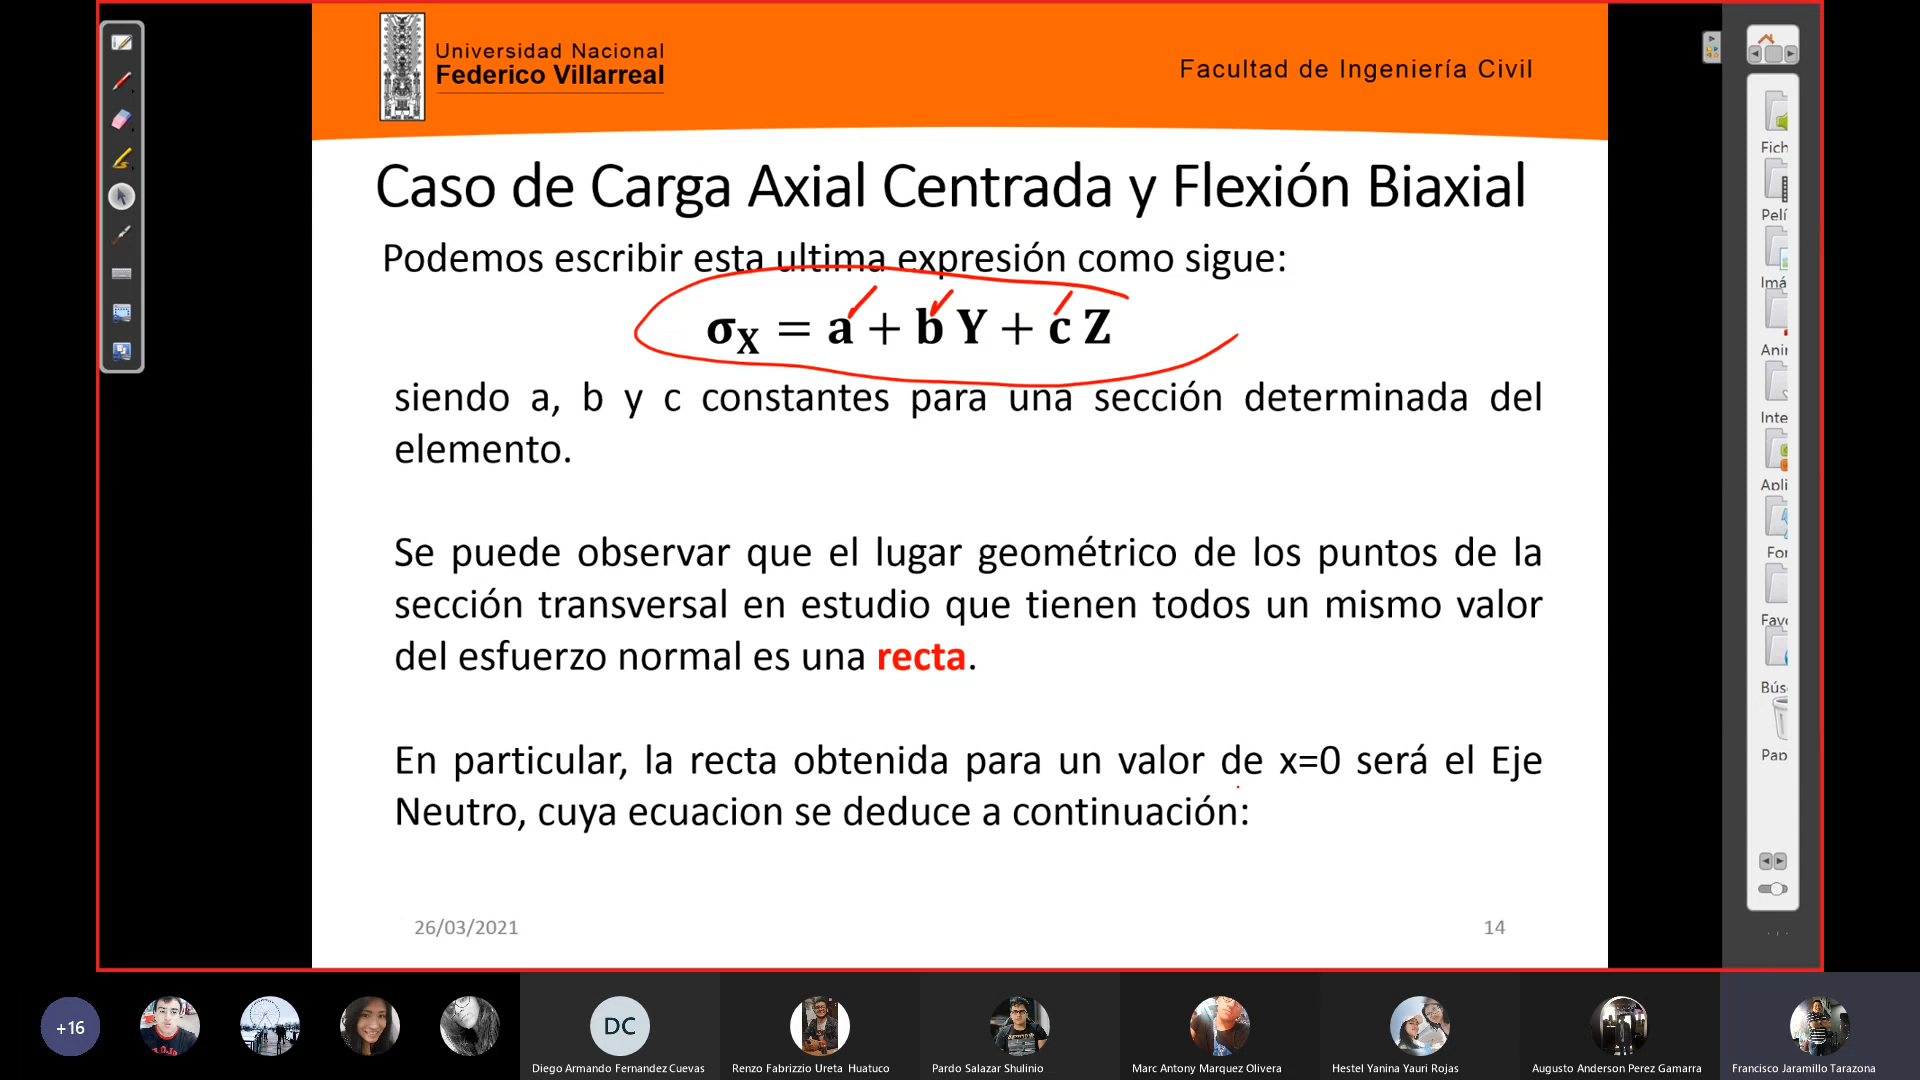 Universidad Nacional
Federico Villarreal
Facultad de Ingeniería Civil
Caso de Carga Axial Centrada y Flexión Biaxial
Podemos escribir esta ultima expresión como sigue:
σX = a + b Y + c Z
siendo a, b y c constantes para una sección determinada del
elemento.
Se puede observar que el lugar geométrico de los puntos de la
sección transversal en estudio que tienen todos un mismo valor
del esfuerzo normal es una recta.
En particular, la recta obtenida para un valor de x=0 será el Eje
Neutro, cuya ecuacion se deduce a continuación:
26/03/2021
14
Fich
Pelí
Imá
Anir
Inte
Apli
For
Favo
Bús
Pap
+16
DC
Diego Armando Fernandez Cuevas
Renzo Fabrizzio Ureta Huatuco
Pardo Salazar Shulinio
Marc Antony Marquez Olivera
Hestel Yanina Yauri Rojas
Augusto Anderson Perez Gamarra
Francisco Jaramillo Tarazona